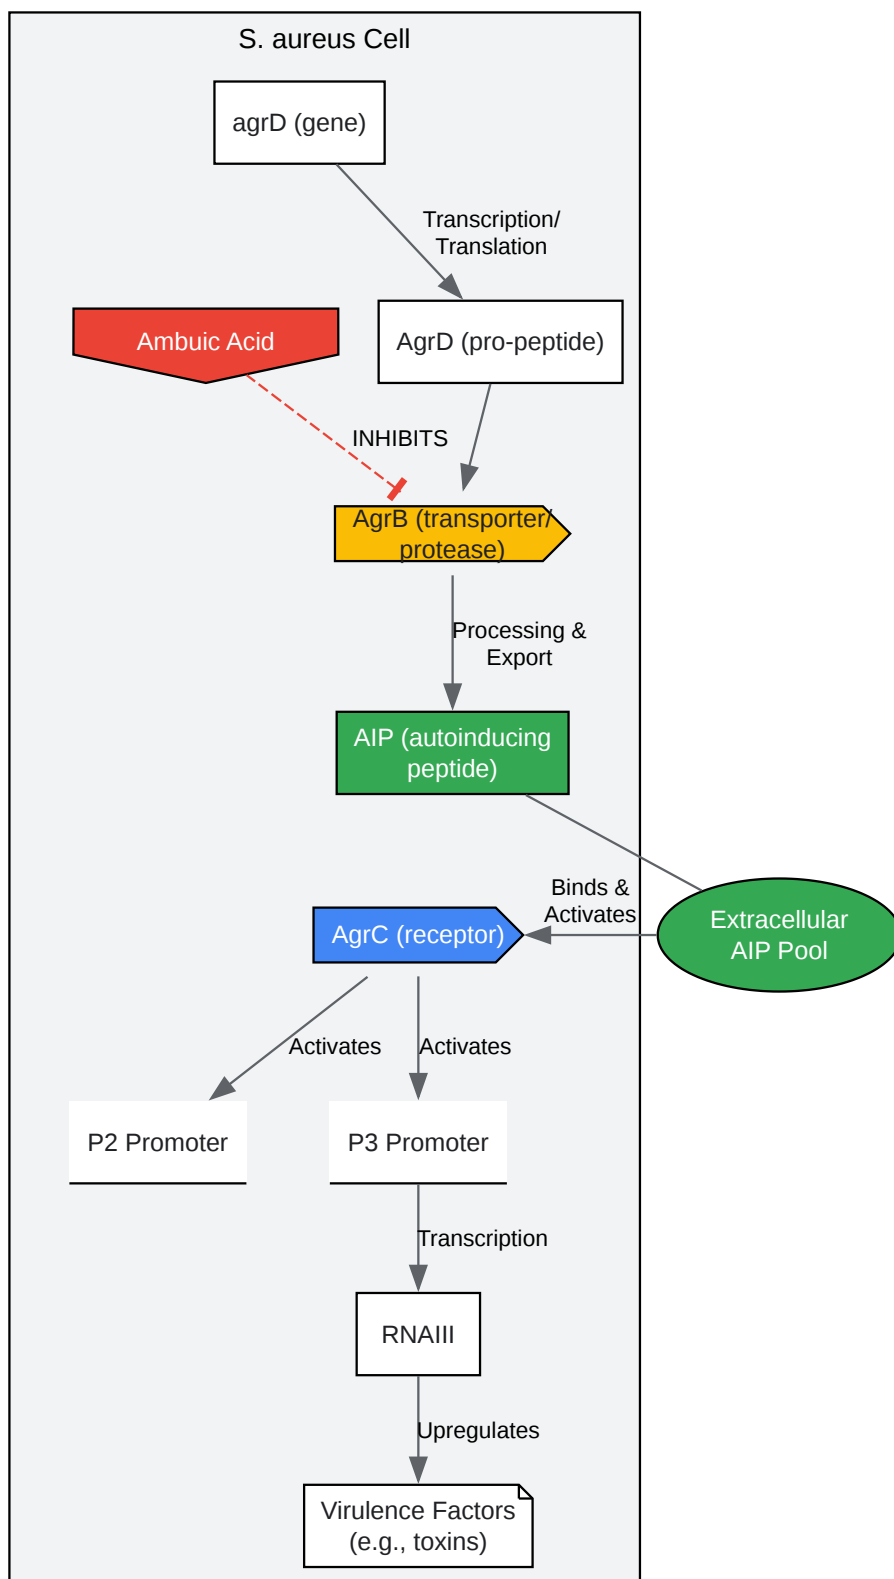 S. aureus Cell
agrD (gene)
Transcription/
Translation
Ambuic Acid
AgrD (pro-peptide)
INHIBITS
AgrB (transporter/
protease)
Processing &
Export
AIP (autoinducing
peptide)
Binds &
Activates
Extracellular
AIP Pool
AgrC (receptor)
Activates
Activates
P2 Promoter
P3 Promoter
Transcription
RNAIII
Upregulates
Virulence Factors
(e.g., toxins)